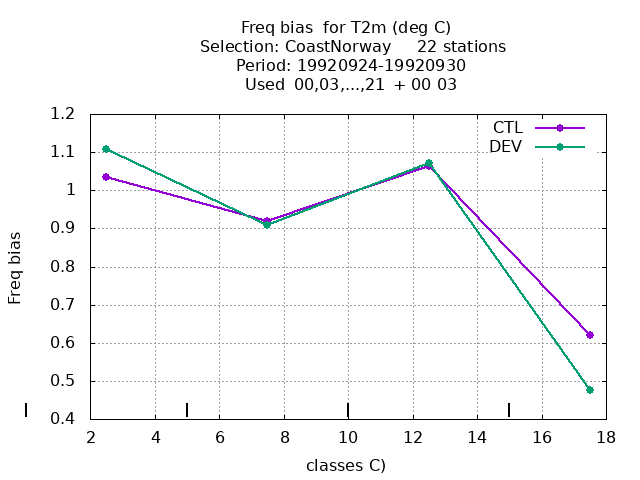 Freq bias  for T2m (deg C)
Selection: CoastNorway     22 stations
Period: 19920924-19920930
Used  00,03,...,21  + 00 03
CTL
DEV
1.2
1.1
1
0.9
0.8
0.7
0.6
0.5
0.4
Freq bias
2 4 6 8 10 12 14 16 18
classes C)